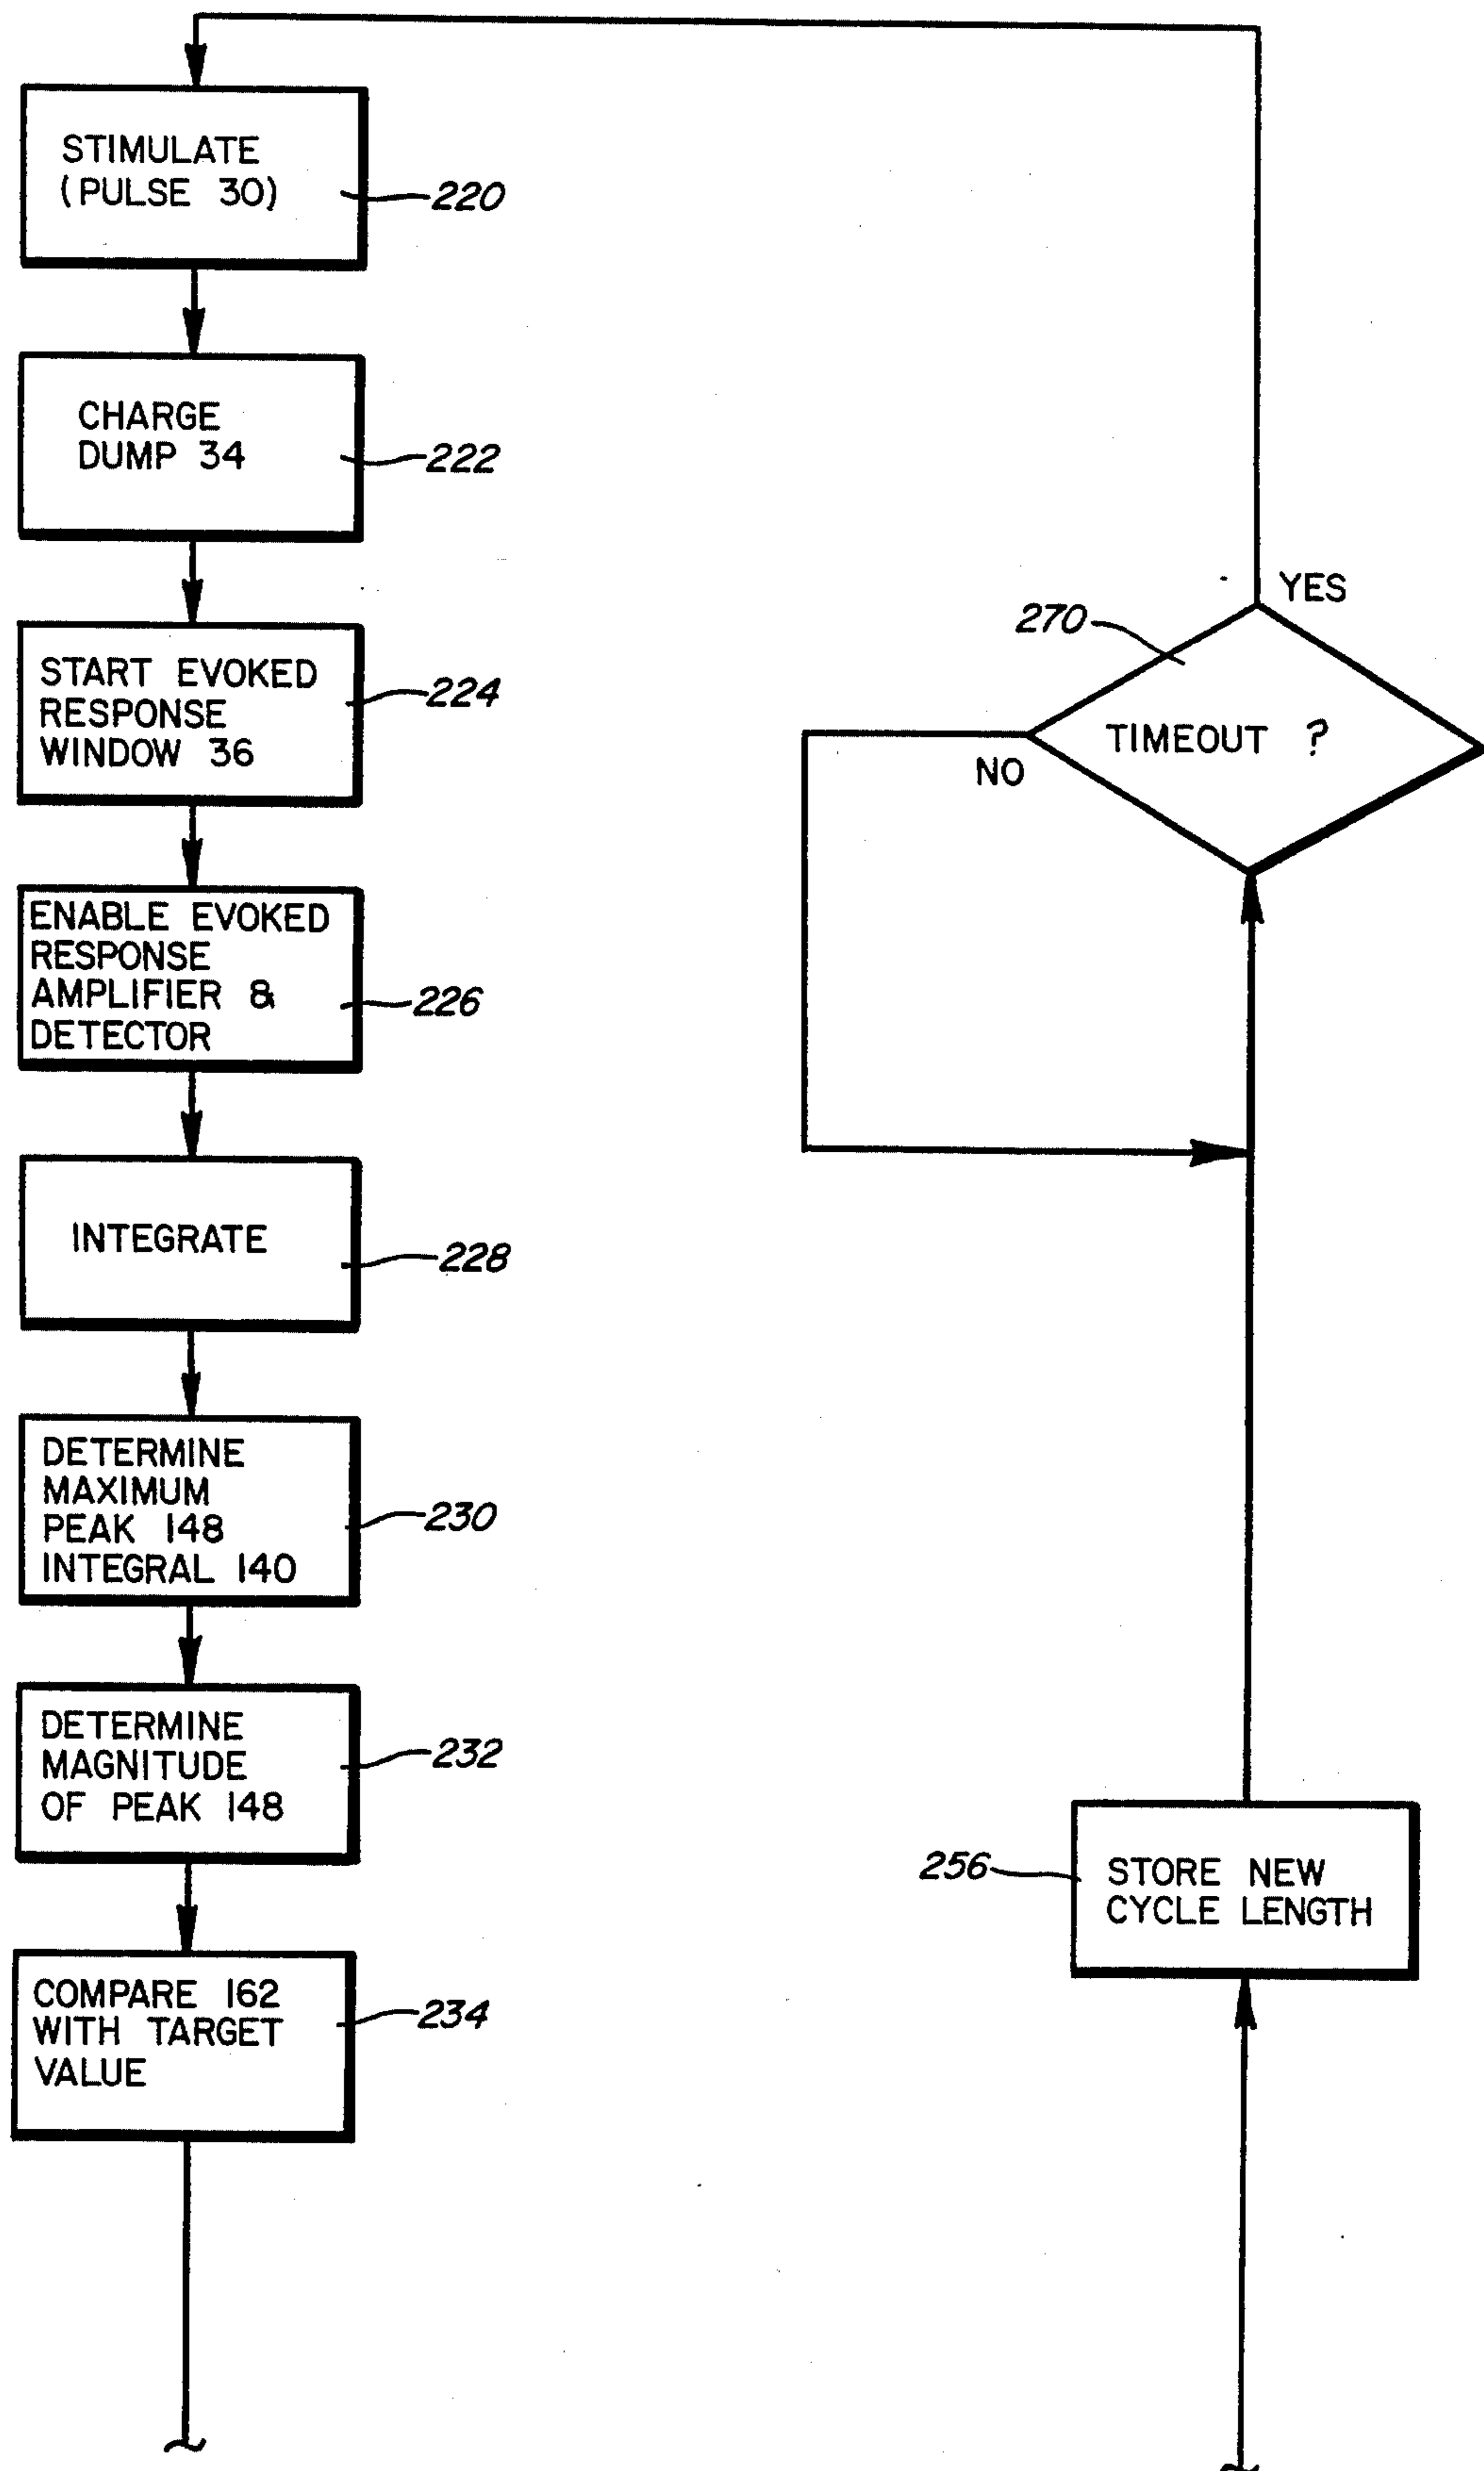 STIMULATE
(PULSE 30)
220
CHARGE
DUMP 34
222
START EVOKED
RESPONSE
WINDOW 36
224
ENABLE EVOKED
RESPONSE
AMPLIFIER &
DETECTOR
226
INTEGRATE
228
DETERMINE
MAXIMUM
PEAK 148
INTEGRAL 140
230
DETERMINE
MAGNITUDE
OF PEAK 148
232
COMPARE 162
WITH TARGET
VALUE
234
YES
270
TIMEOUT ?
NO
256
STORE NEW
CYCLE LENGTH